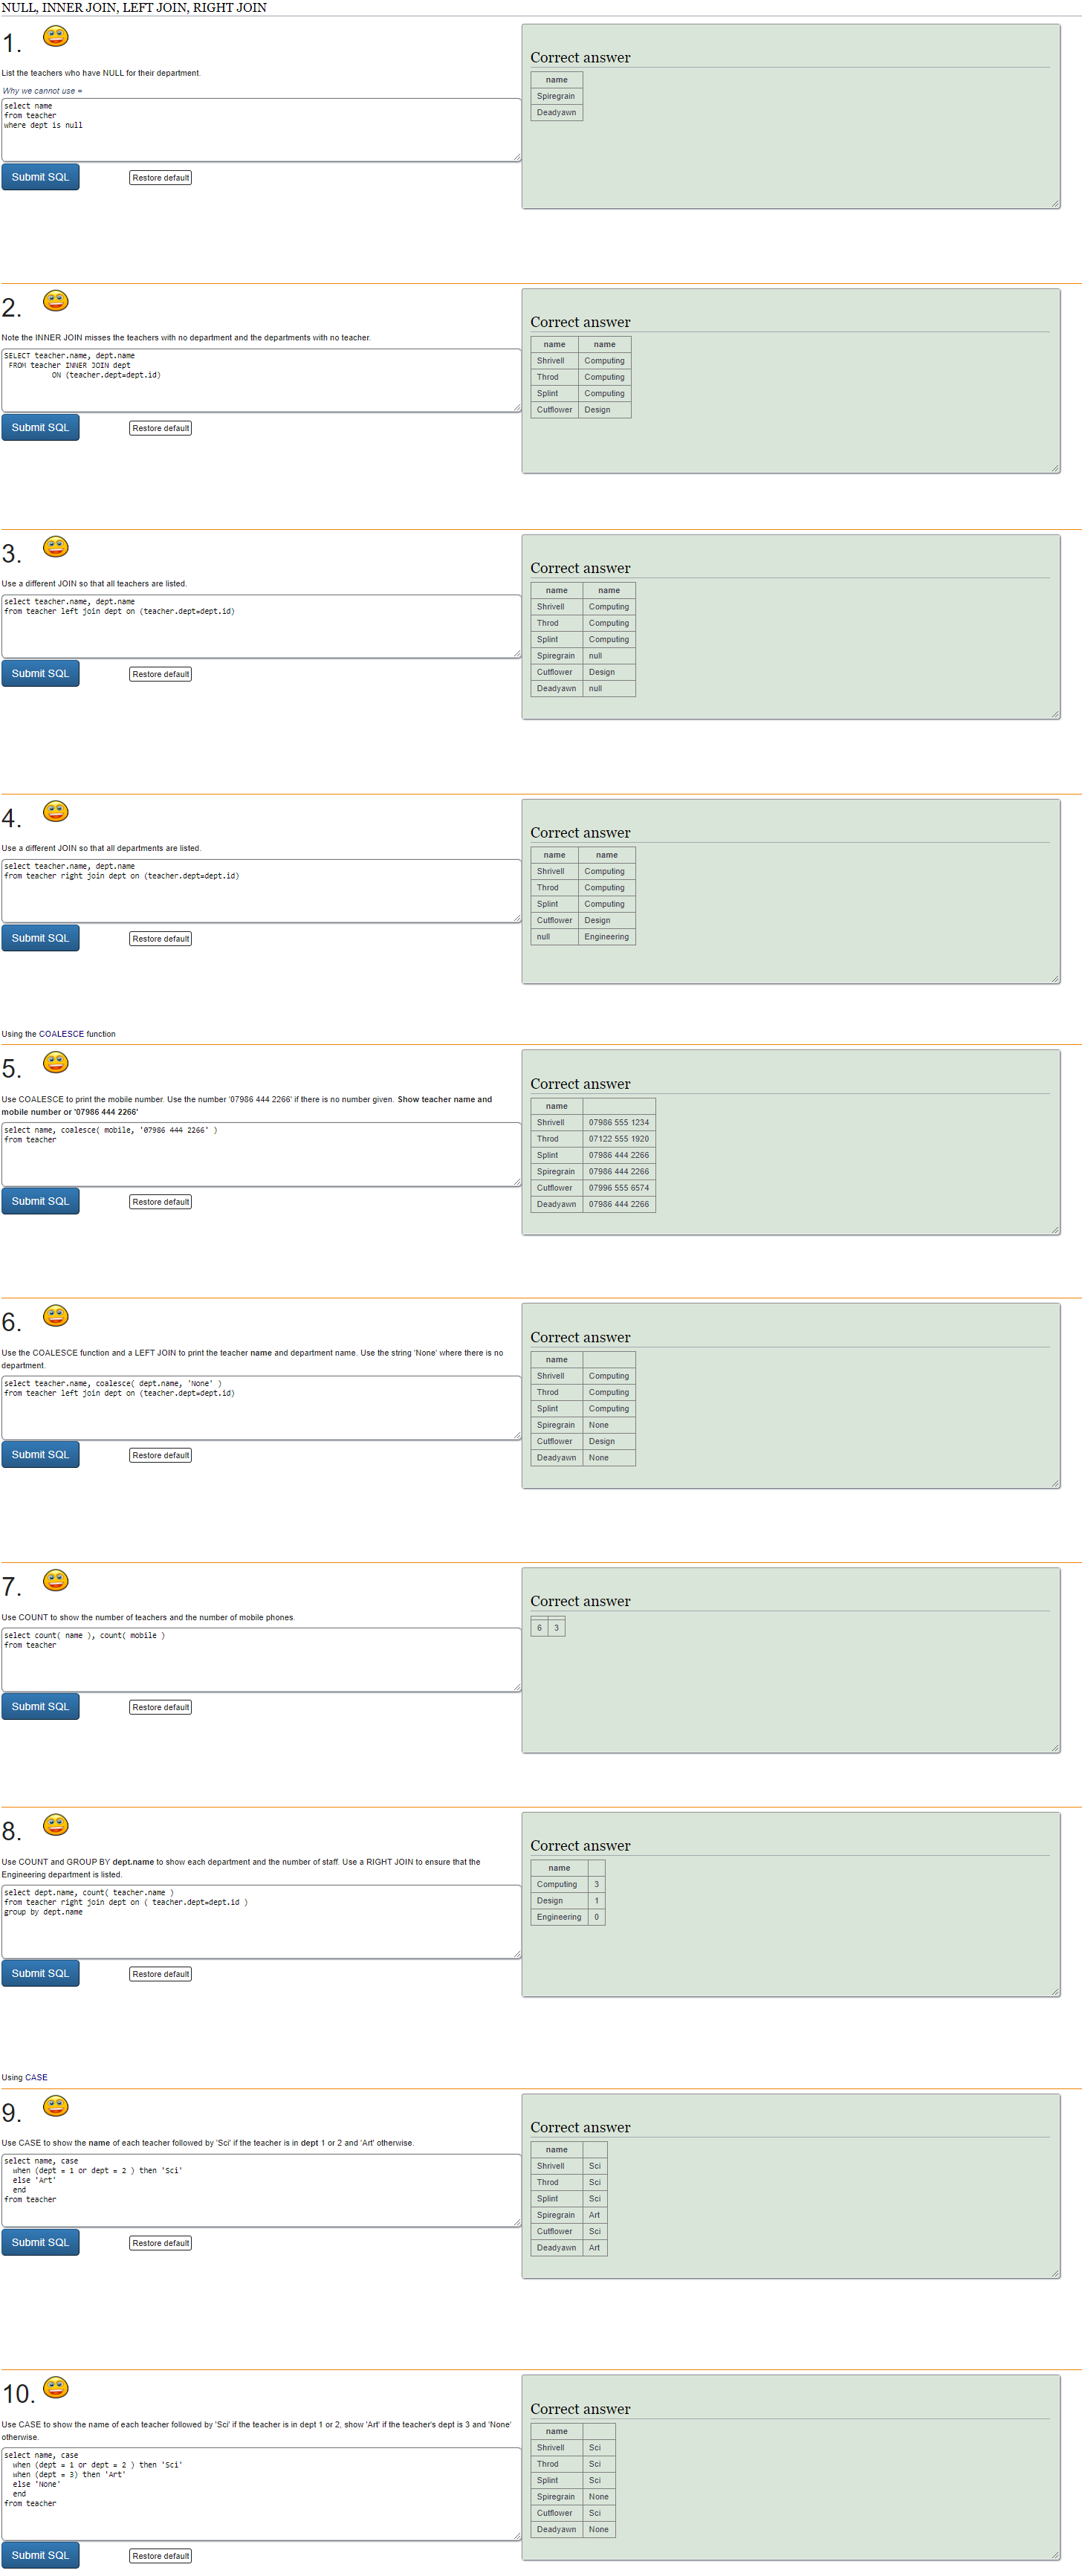 NULL, INNER JOIN, LEFT JOIN, RIGHT JOIN
1.
List the teachers who have NULL for their department.
Why we cannot use =
select name
from teacher
where dept is null
Submit SQL
Restore default
Correct answer
name
Spiregrain
Deadyawn
2.
Note the INNER JOIN misses the teachers with no department and the departments with no teacher.
SELECT teacher.name, dept.name
FROM teacher INNER JOIN dept
ON (teacher.dept=dept.id)
Submit SQL
Restore default
Correct answer
name name
Shrivell Computing
Throd Computing
Splint Computing
Cutflower Design
3.
Use a different JOIN so that all teachers are listed.
select teacher.name, dept.name
from teacher left join dept on (teacher.dept=dept.id)
Submit SQL
Restore default
Correct answer
name name
Shrivell Computing
Throd Computing
Splint Computing
Spiregrain null
Cutflower Design
Deadyawn null
4.
Use a different JOIN so that all departments are listed.
select teacher.name, dept.name
from teacher right join dept on (teacher.dept=dept.id)
Submit SQL
Restore default
Correct answer
name name
Shrivell Computing
Throd Computing
Splint Computing
Cutflower Design
null Engineering
Using the COALESCE function
5.
Use COALESCE to print the mobile number. Use the number '07986 444 2266' if there is no number given. Show teacher name and
mobile number or '07986 444 2266'
select name, coalesce( mobile, '07986 444 2266' )
from teacher
Submit SQL
Restore default
Correct answer
name
Shrivell 07986 555 1234
Throd 07122 555 1920
Splint 07986 444 2266
Spiregrain 07986 444 2266
Cutflower 07996 555 6574
Deadyawn 07986 444 2266
6.
Use the COALESCE function and a LEFT JOIN to print the teacher name and department name. Use the string 'None' where there is no
department.
select teacher.name, coalesce( dept.name, 'None' )
from teacher left join dept on (teacher.dept=dept.id)
Submit SQL
Restore default
Correct answer
name
Shrivell Computing
Throd Computing
Splint Computing
Spiregrain None
Cutflower Design
Deadyawn None
7.
Use COUNT to show the number of teachers and the number of mobile phones.
select count( name ), count( mobile )
from teacher
Submit SQL
Restore default
Correct answer
6 3
8.
Use COUNT and GROUP BY dept.name to show each department and the number of staff. Use a RIGHT JOIN to ensure that the
Engineering department is listed.
select dept.name, count( teacher.name )
from teacher right join dept on ( teacher.dept=dept.id )
group by dept.name
Submit SQL
Restore default
Correct answer
name
Computing 3
Design 1
Engineering 0
Using CASE
9.
Use CASE to show the name of each teacher followed by 'Sci' if the teacher is in dept 1 or 2 and 'Art' otherwise.
select name, case
when (dept = 1 or dept = 2 ) then 'Sci'
else 'Art'
end
from teacher
Submit SQL
Restore default
Correct answer
name
Shrivell Sci
Throd Sci
Splint Sci
Spiregrain Art
Cutflower Sci
Deadyawn Art
10.
Use CASE to show the name of each teacher followed by 'Sci' if the teacher is in dept 1 or 2, show 'Art' if the teacher's dept is 3 and 'None'
otherwise.
select name, case
when (dept = 1 or dept = 2 ) then 'Sci'
when (dept = 3) then 'Art'
else 'None'
end
from teacher
Submit SQL
Restore default
Correct answer
name
Shrivell Sci
Throd Sci
Splint Sci
Spiregrain None
Cutflower Sci
Deadyawn None